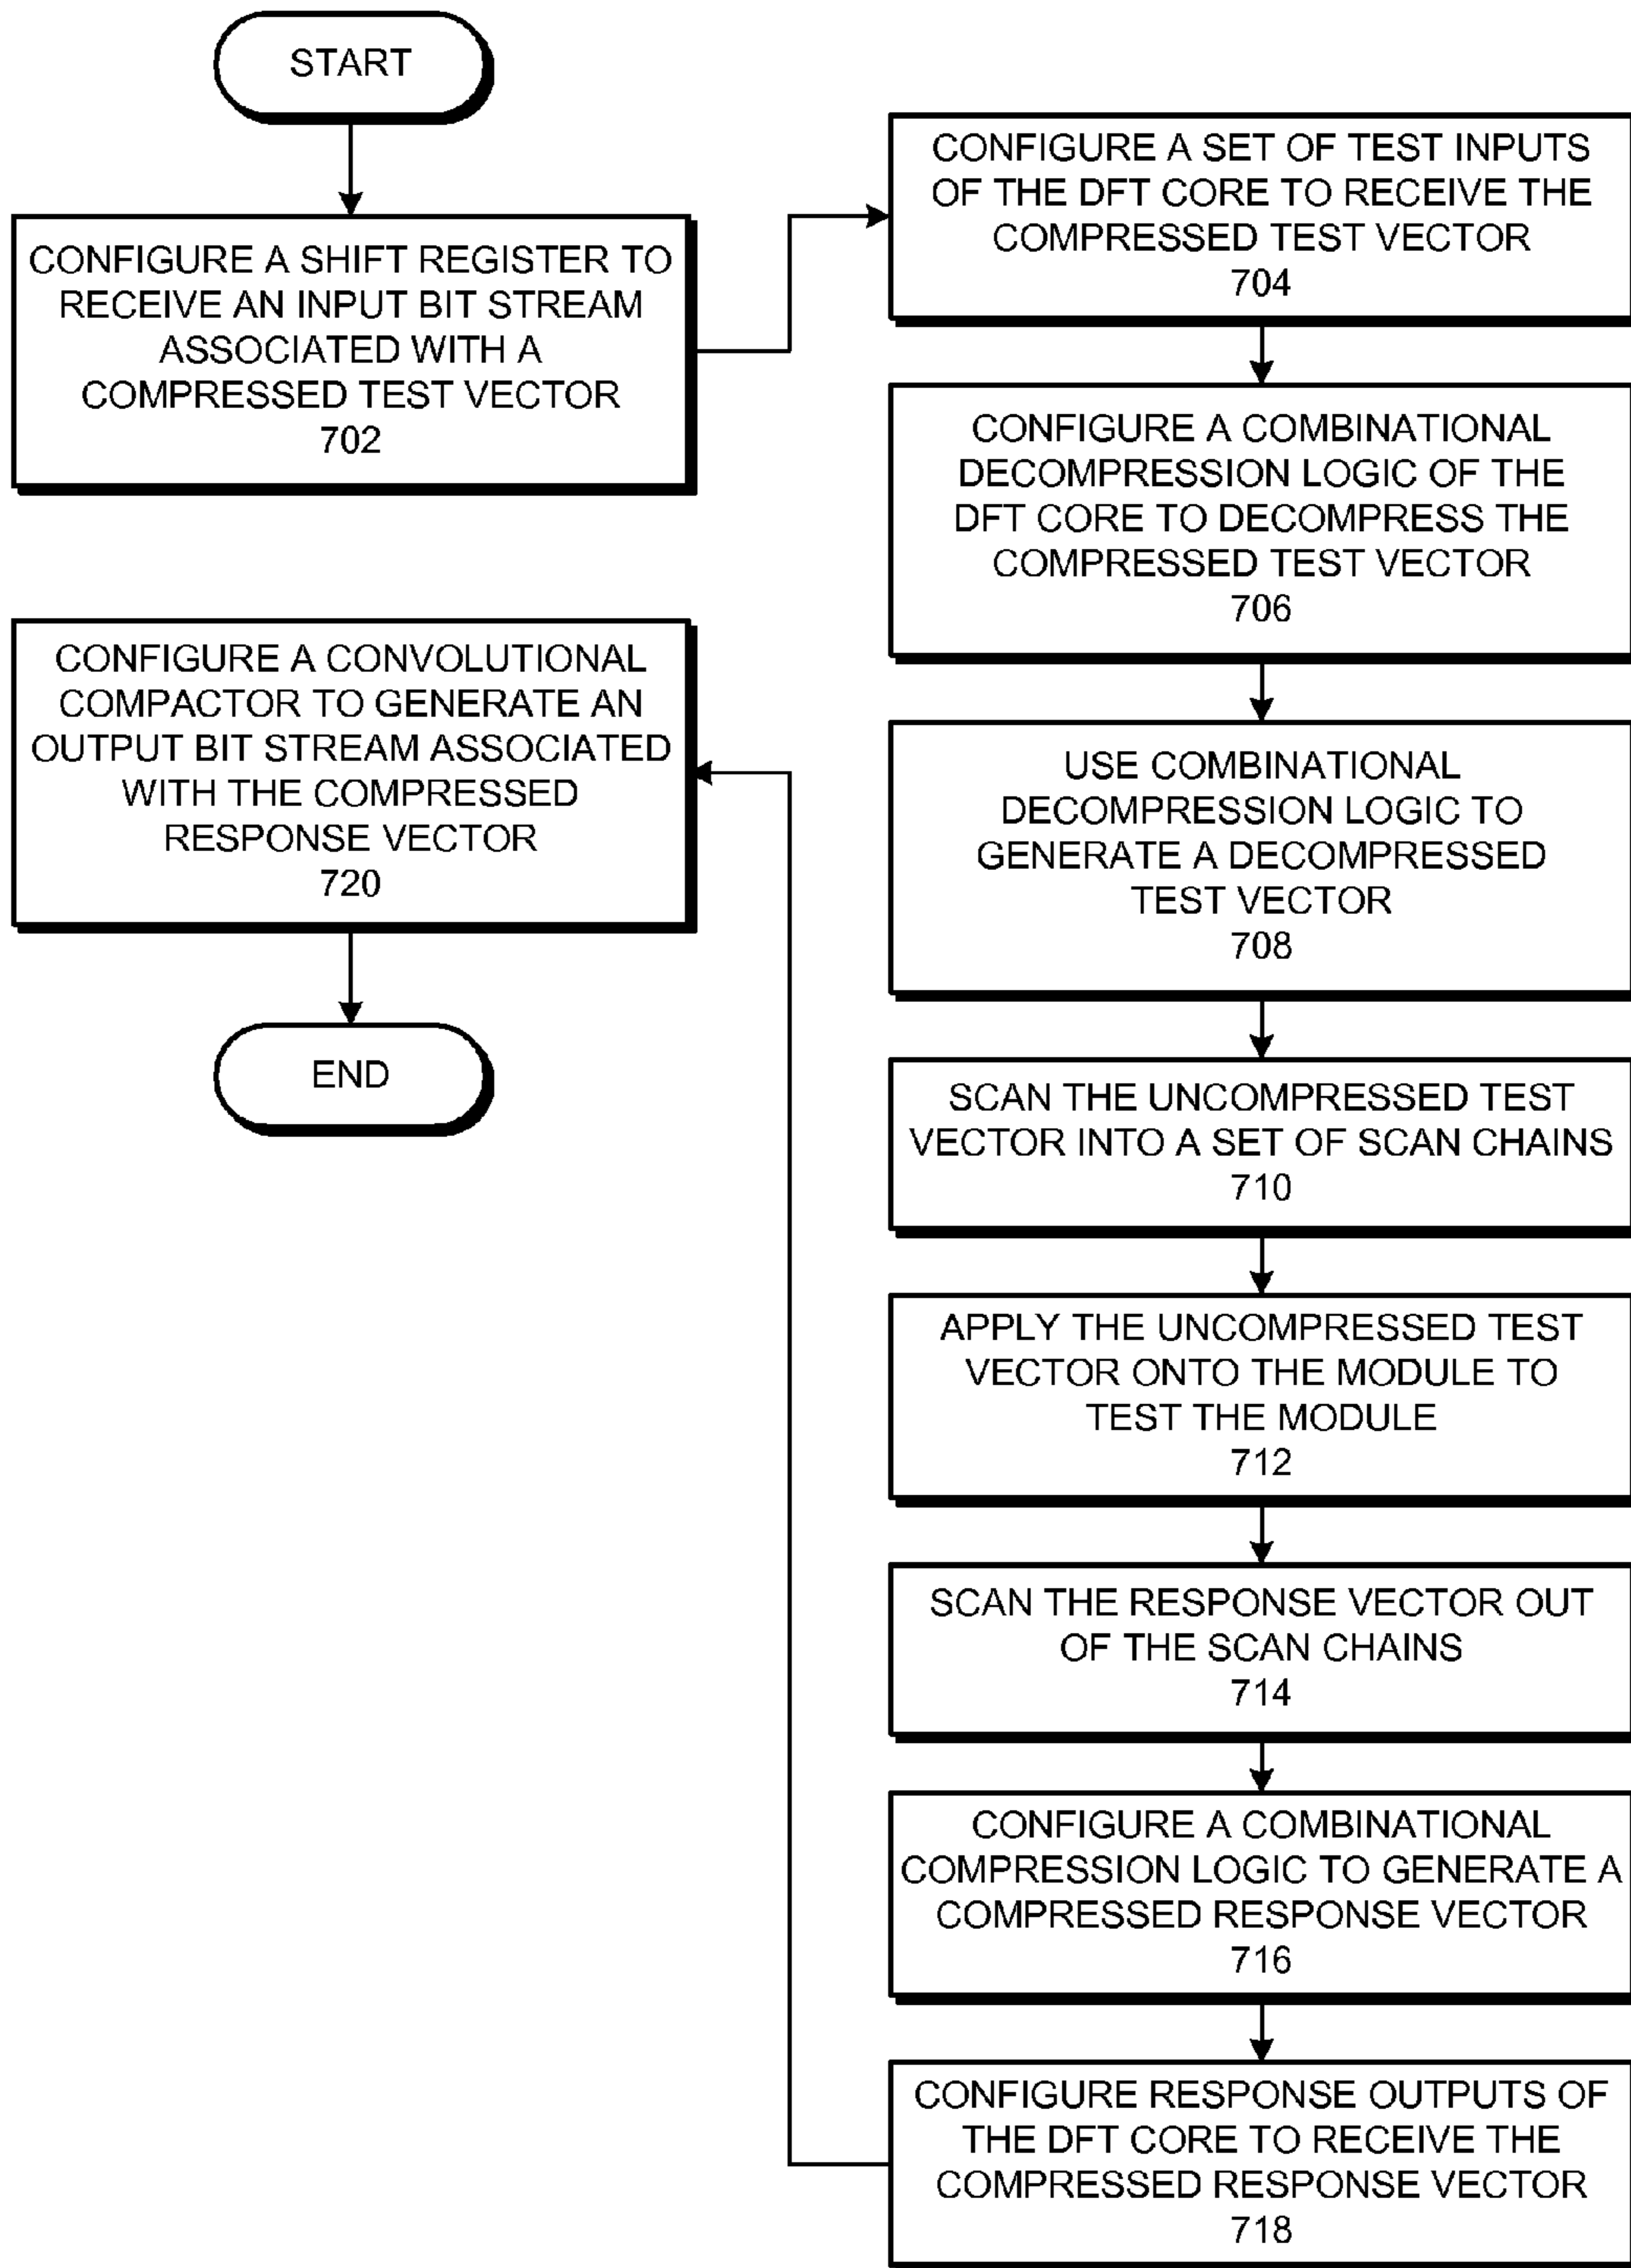 START
CONFIGURE A SHIFT REGISTER TO
RECEIVE AN INPUT BIT STREAM
ASSOCIATED WITH A
COMPRESSED TEST VECTOR
702
CONFIGURE A SET OF TEST INPUTS
OF THE DFT CORE TO RECEIVE THE
COMPRESSED TEST VECTOR
704
CONFIGURE A COMBINATIONAL
DECOMPRESSION LOGIC OF THE
DFT CORE TO DECOMPRESS THE
COMPRESSED TEST VECTOR
706
USE COMBINATIONAL
DECOMPRESSION LOGIC TO
GENERATE A DECOMPRESSED
TEST VECTOR
708
SCAN THE UNCOMPRESSED TEST
VECTOR INTO A SET OF SCAN CHAINS
710
APPLY THE UNCOMPRESSED TEST
VECTOR ONTO THE MODULE TO
TEST THE MODULE
712
SCAN THE RESPONSE VECTOR OUT
OF THE SCAN CHAINS
714
CONFIGURE A COMBINATIONAL
COMPRESSION LOGIC TO GENERATE A
COMPRESSED RESPONSE VECTOR
716
CONFIGURE RESPONSE OUTPUTS OF
THE DFT CORE TO RECEIVE THE
COMPRESSED RESPONSE VECTOR
718
CONFIGURE A CONVOLUTIONAL
COMPACTOR TO GENERATE AN
OUTPUT BIT STREAM ASSOCIATED
WITH THE COMPRESSED
RESPONSE VECTOR
720
END